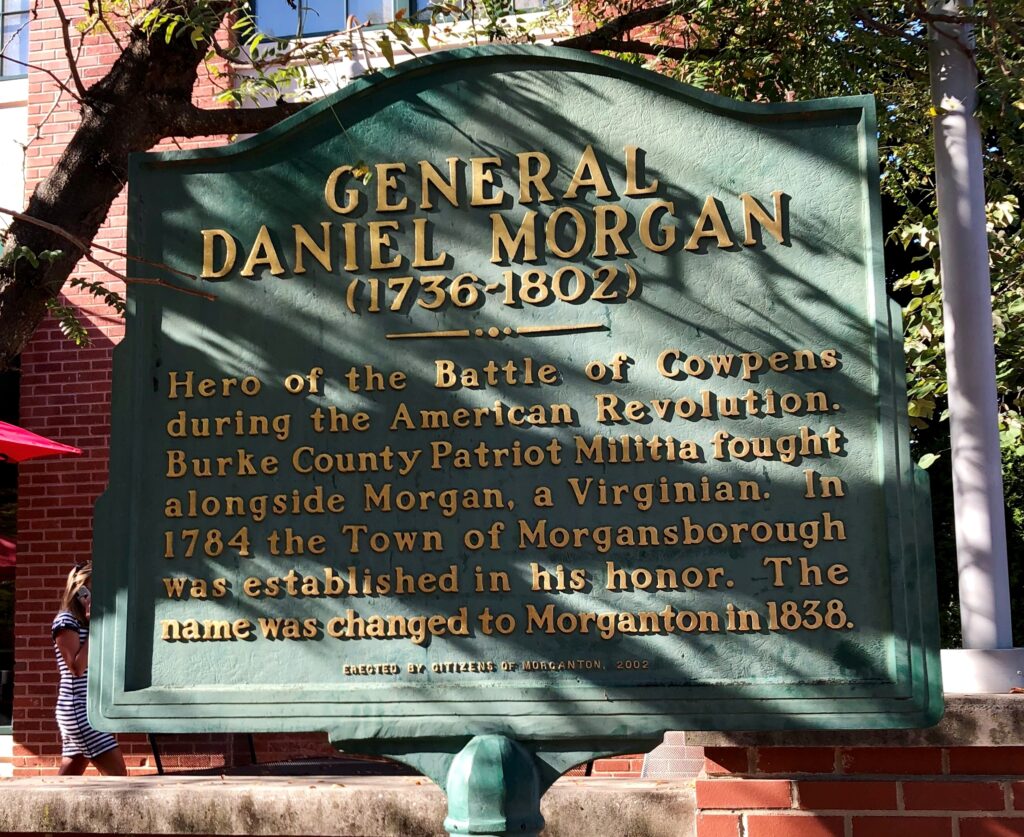 GENERAL
DANIEL MORGAN
(1736-1802)
Hero of the Battle of Cowpens
during the American Revolution.
Burke County Patriot Militia fought
alongside Morgan, a Virginian. In
1784 the Town of Morgansborough
was established in his honor. The
name was changed to Morganton in 1838.
ERECTED BY CITIZENS OF MORGANTON, 2002